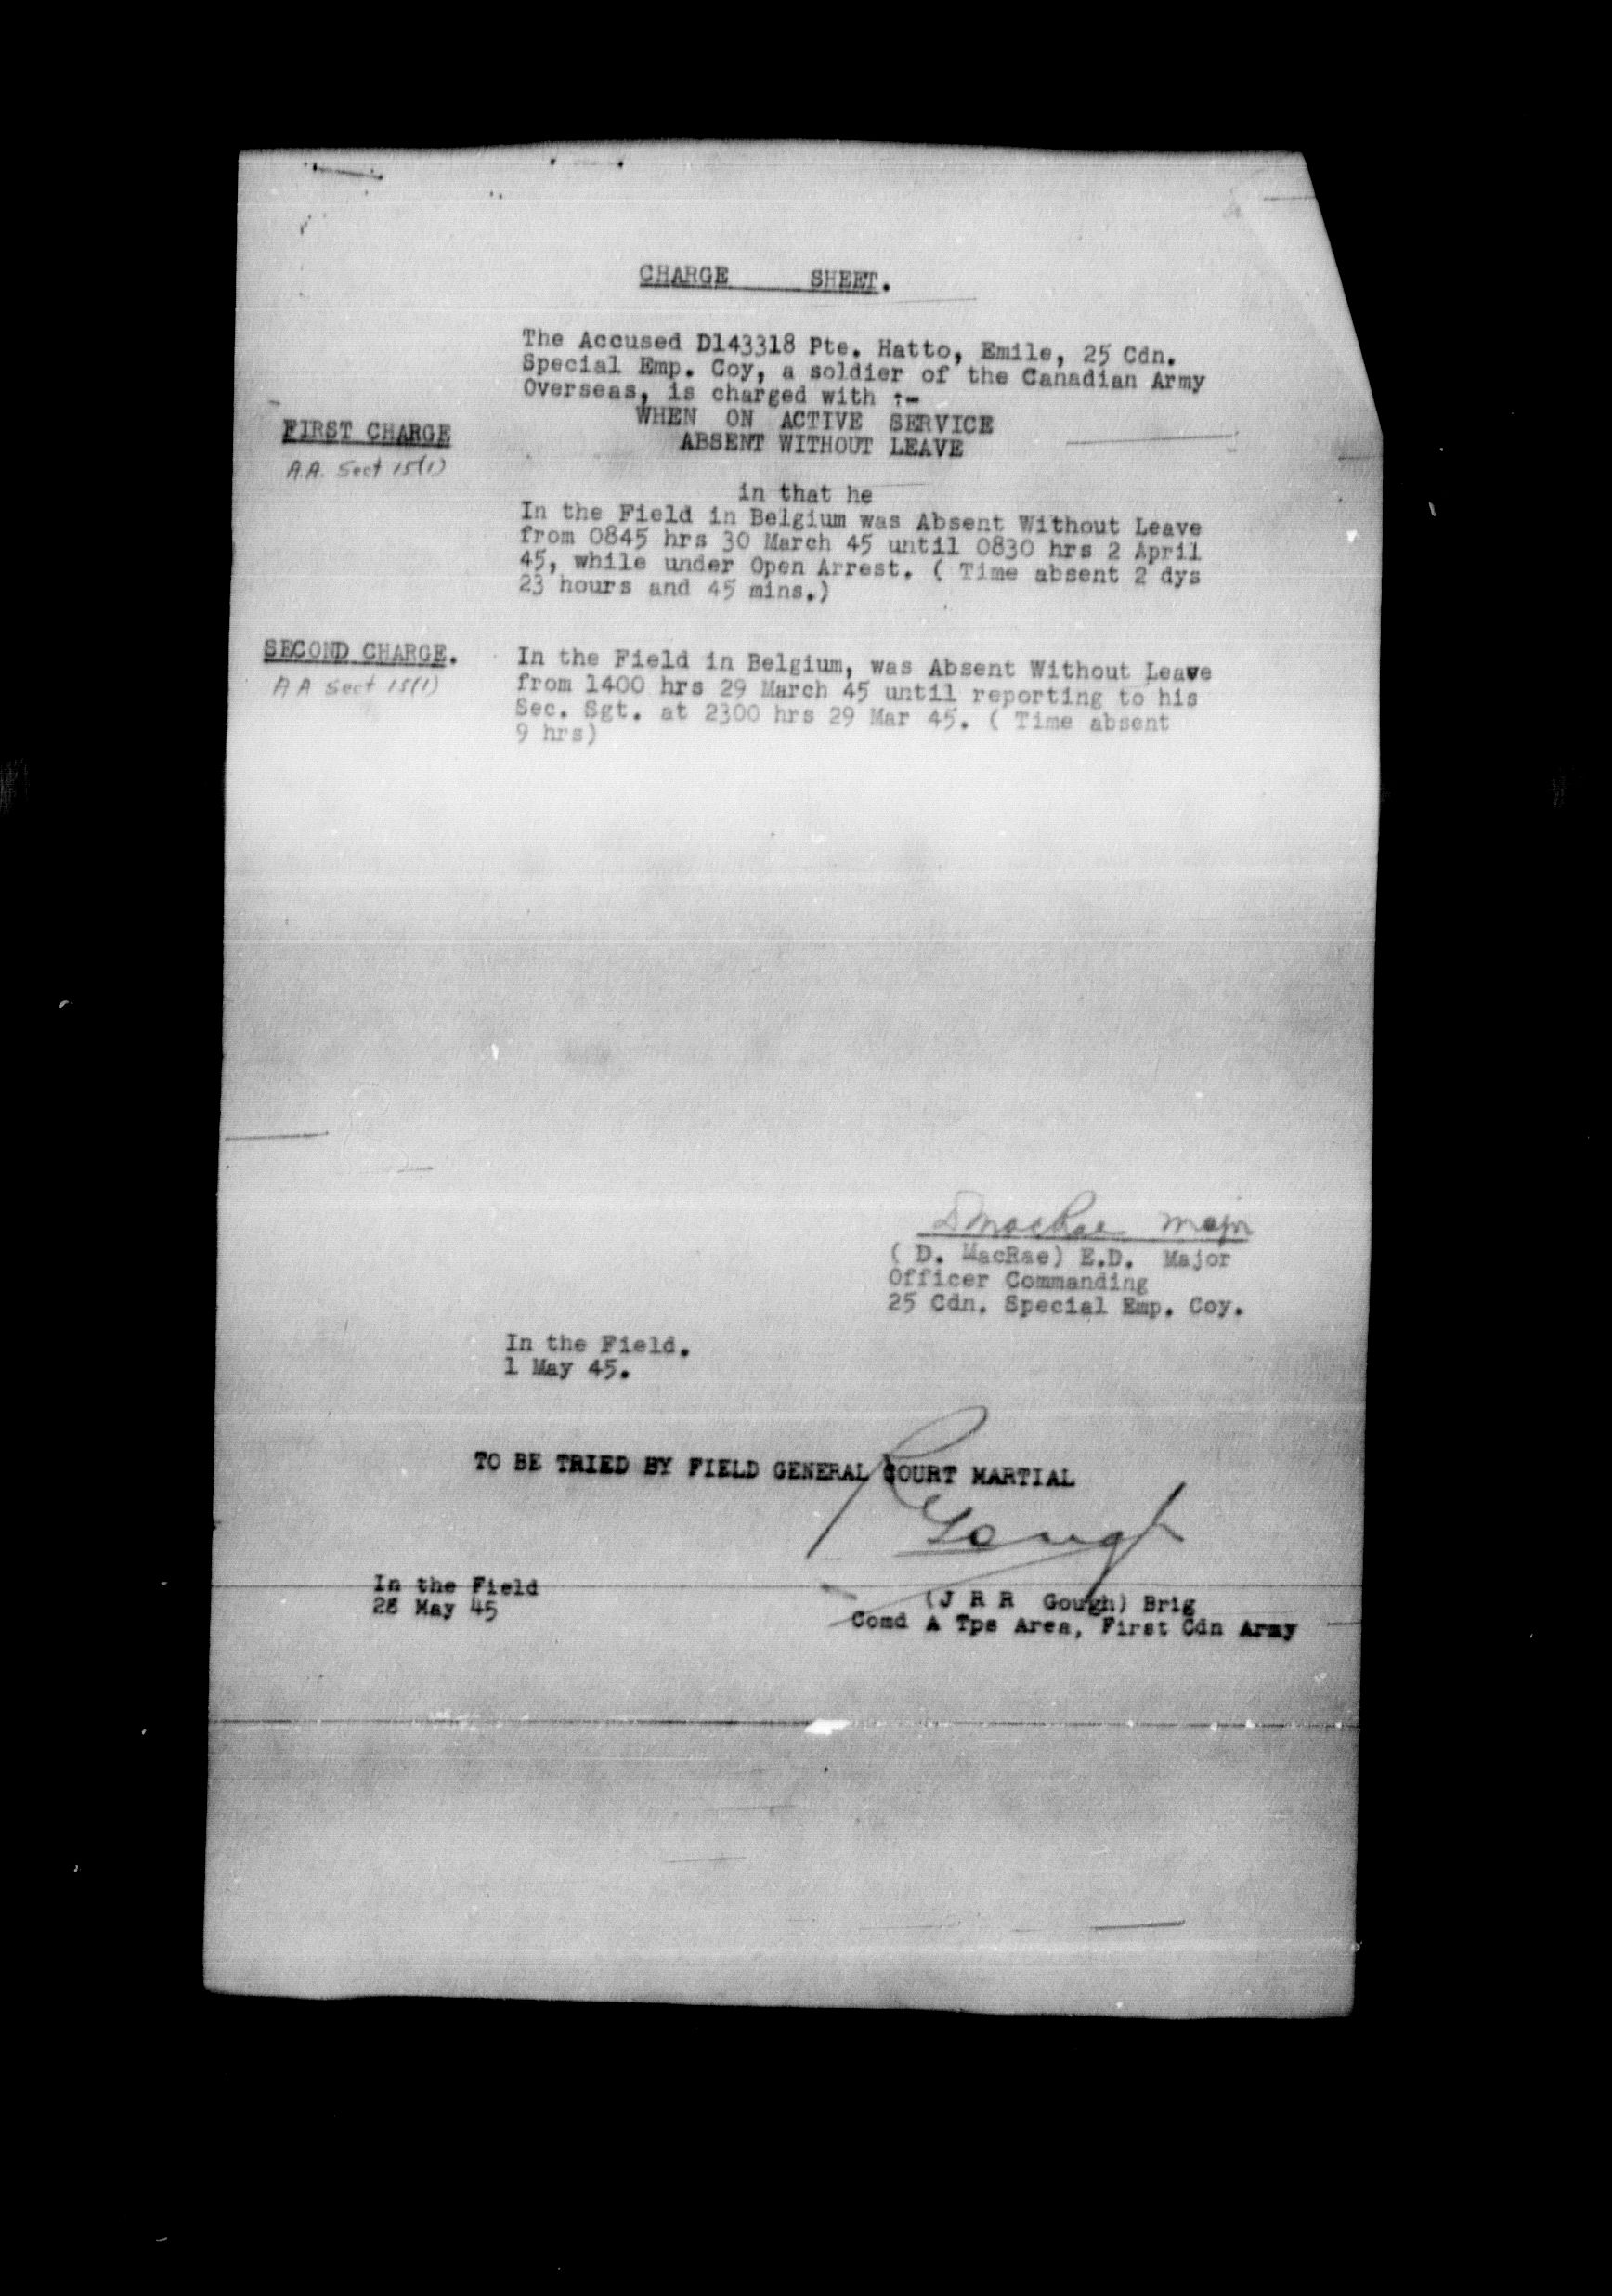 CHARGE SHEET.
The Accused D143318 Pte. Hatto, Emile, 25 Cdn.
Special Emp. Coy, a soldier of the Canadian Army
Overseas, is charged with :-
WHEN ON ACTIVE SERVICE
FIRST CHARGE
ABSENT WITHOUT LEAVE
A.A. Sect 15(1)
in that he
In the Field in Belgium was Absent Without Leave
from 0845 hrs 30 March 45 until 0830 hrs 2 April
45, while under Open Arrest. ( Time absent 2 dys
23 hours and 45 mins.)
SECOND CHARGE.
In the Field in Belgium, was Absent Without Leave
A A Sect 15(1)
from 1400 hrs 29 March 45 until reporting to his
Sec. Sgt. at 2300 hrs 29 Mar 45. ( Time absent
9 hrs)
D MacRae Major
( D. MacRae) E.D. Major
Officer Commanding
25 Cdn. Special Emp. Coy.
In the Field.
1 May 45.
TO BE TRIED BY FIELD GENERAL COURT MARTIAL
R Gough
In the Field
28 May 45
(J R R Gough) Brig
Comd A Tps Area, First Cdn Army